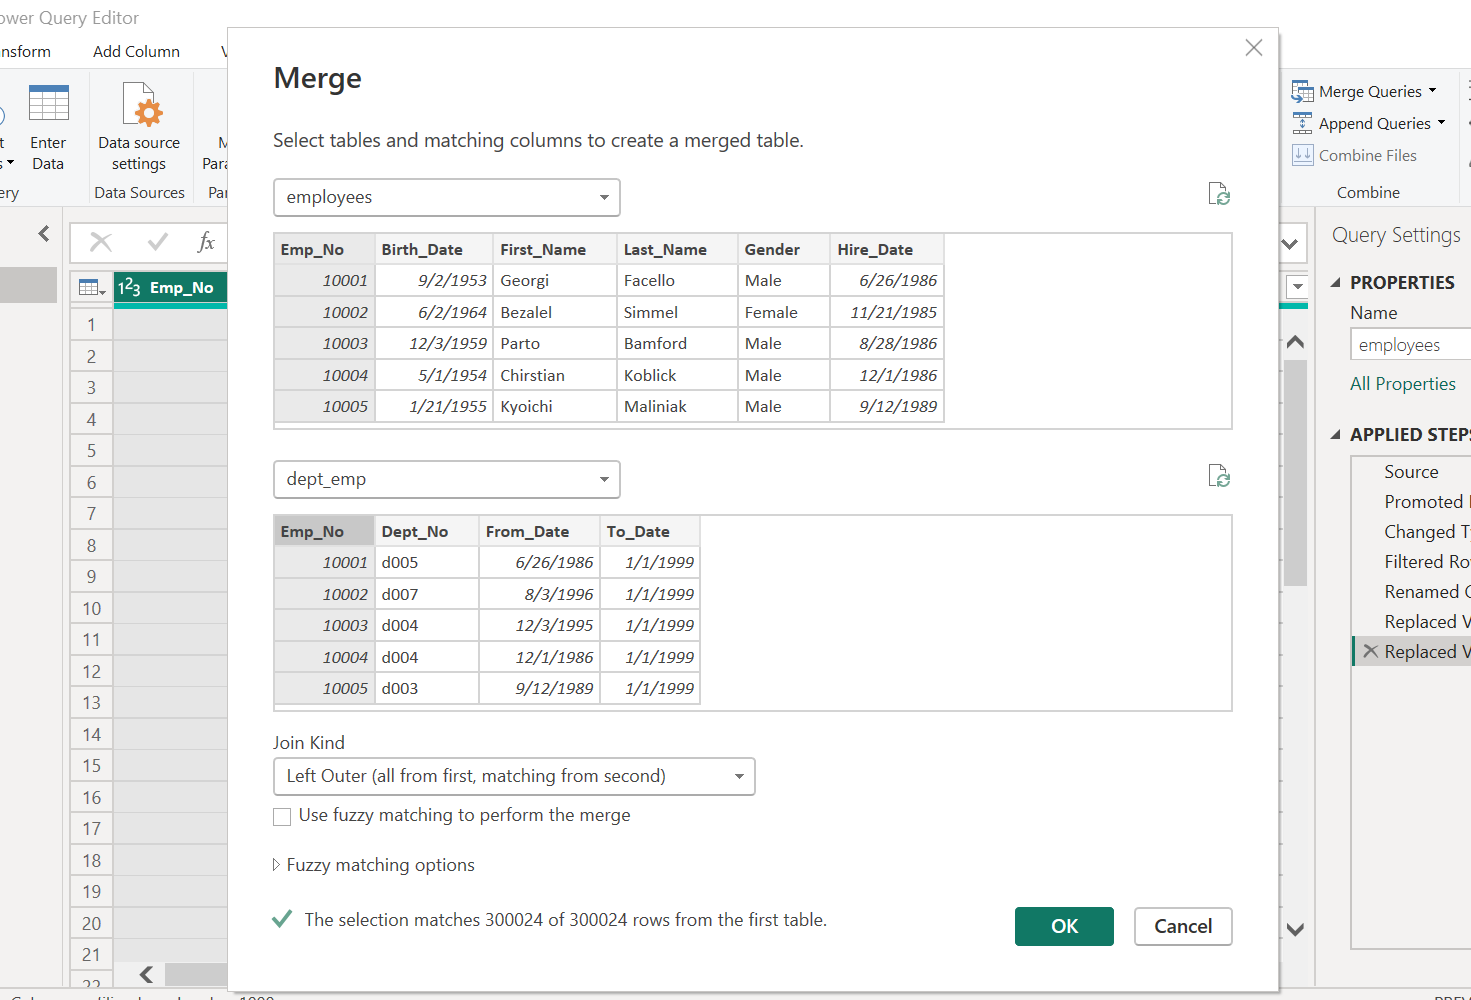 ower Query Editor
nsform Add Column
Enter Data
Data source settings
Data Sources
Merge
Select tables and matching columns to create a merged table.
employees
Emp_No Birth_Date First_Name Last_Name Gender Hire_Date
10001 9/2/1953 Georgi Facello Male 6/26/1986
10002 6/2/1964 Bezalel Simmel Female 11/21/1985
10003 12/3/1959 Parto Bamford Male 8/28/1986
10004 5/1/1954 Chirstian Koblick Male 12/1/1986
10005 1/21/1955 Kyoichi Maliniak Male 9/12/1989
dept_emp
Emp_No Dept_No From_Date To_Date
10001 d005 6/26/1986 1/1/1999
10002 d007 8/3/1996 1/1/1999
10003 d004 12/3/1995 1/1/1999
10004 d004 12/1/1986 1/1/1999
10005 d003 9/12/1989 1/1/1999
Join Kind
Left Outer (all from first, matching from second)
Use fuzzy matching to perform the merge
Fuzzy matching options
The selection matches 300024 of 300024 rows from the first table.
OK Cancel
fx
1²3 Emp_No
1
2
3
4
5
6
7
8
9
10
11
12
13
14
15
16
17
18
19
20
21
22
Merge Queries
Append Queries
Combine Files
Combine
Query Settings
PROPERTIES
Name
employees
All Properties
APPLIED STEPS
Source
Promoted
Changed T
Filtered Ro
Renamed C
Replaced V
Replaced V